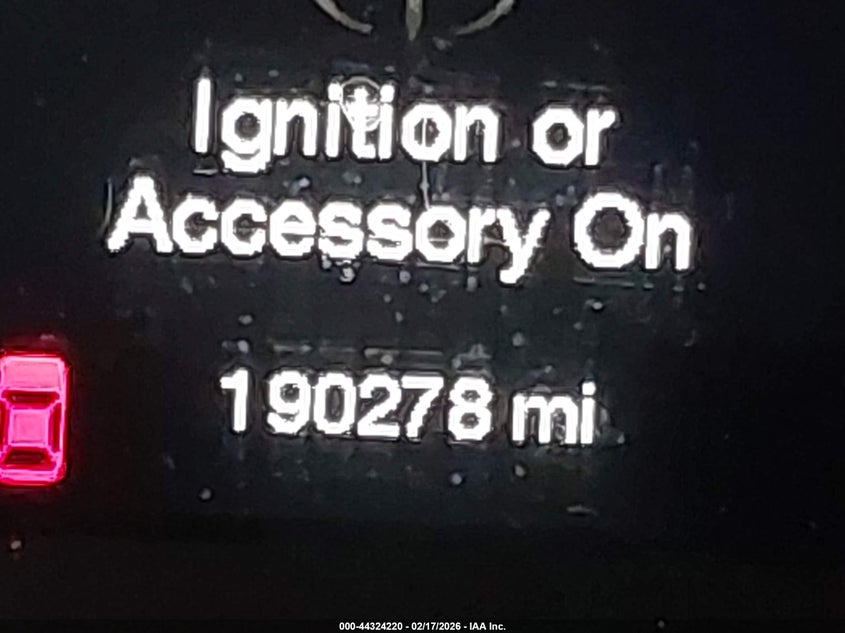 Ignition or
Accessory On
190278 mi
000-44324220 - 02/17/2026 - IAA Inc.